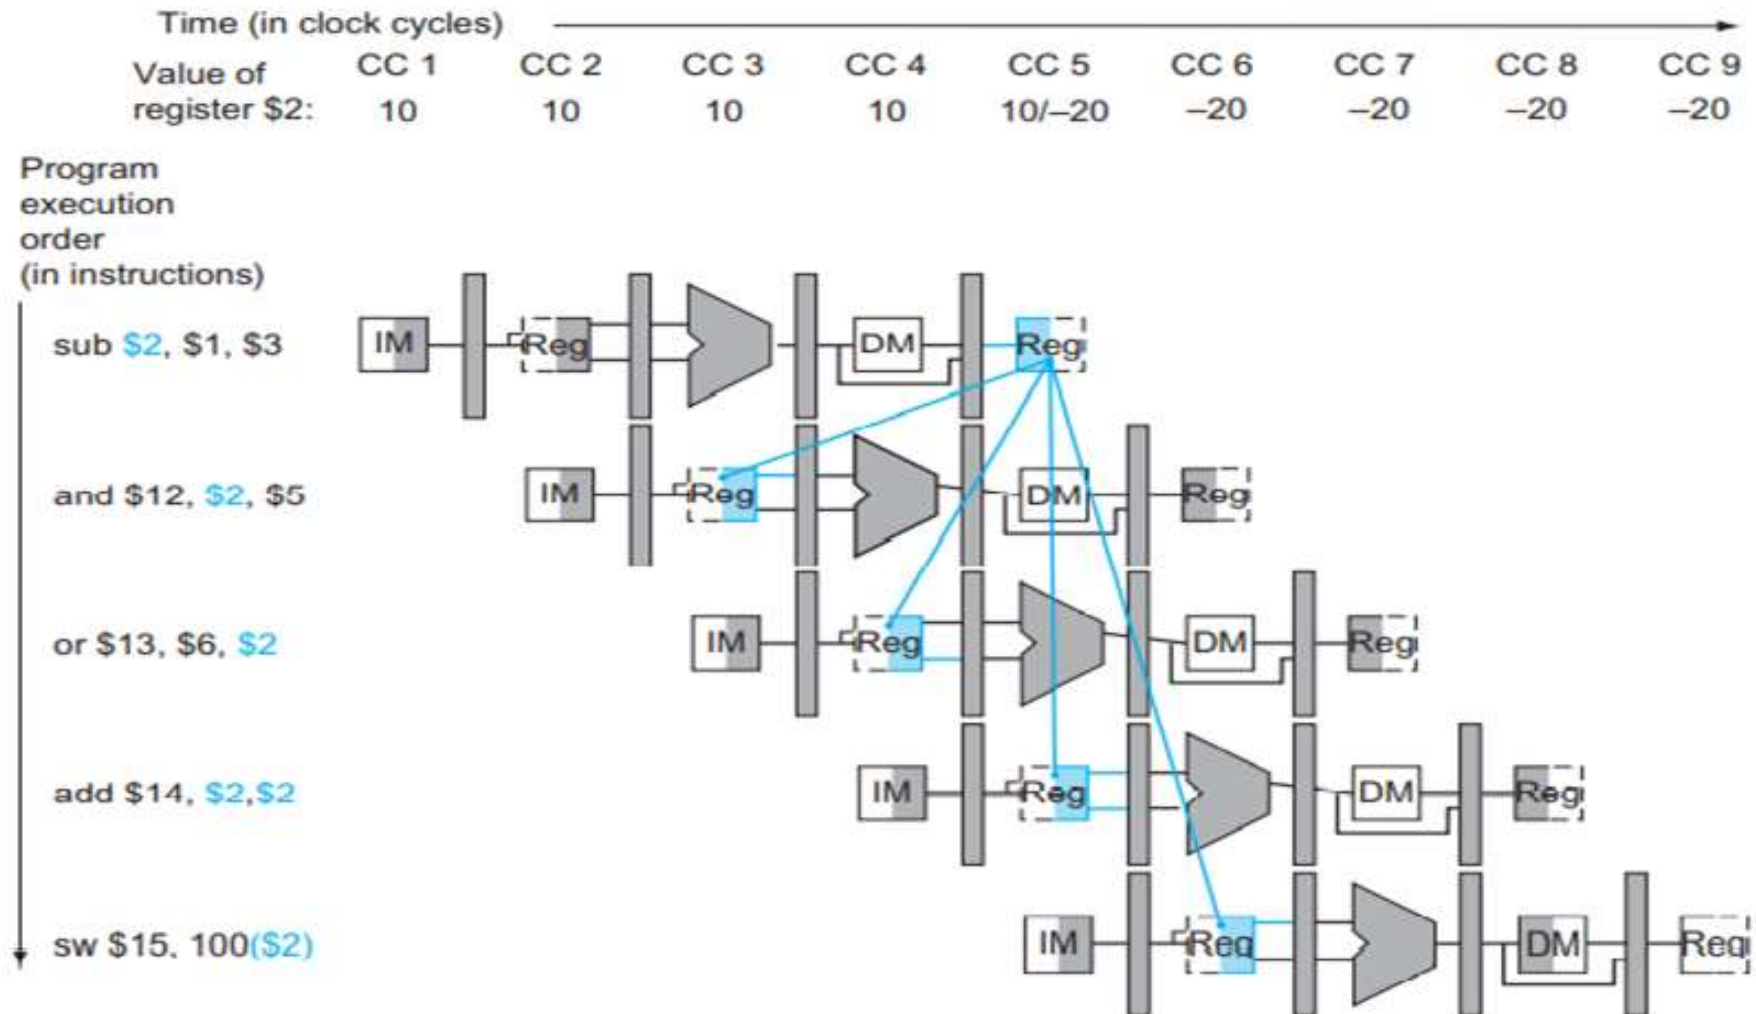 Time (in clock cycles)
Value of register $2:
CC 1 CC 2 CC 3 CC 4 CC 5 CC 6 CC 7 CC 8 CC 9
10 10 10 10 10/–20 –20 –20 –20 –20
Program
execution
order
(in instructions)
sub $2, $1, $3 IM Reg DM Reg
and $12, $2, $5 IM Reg DM Reg
or $13, $6, $2 IM Reg DM Reg
add $14, $2,$2 IM Reg DM Reg
sw $15, 100($2) IM Reg DM Reg